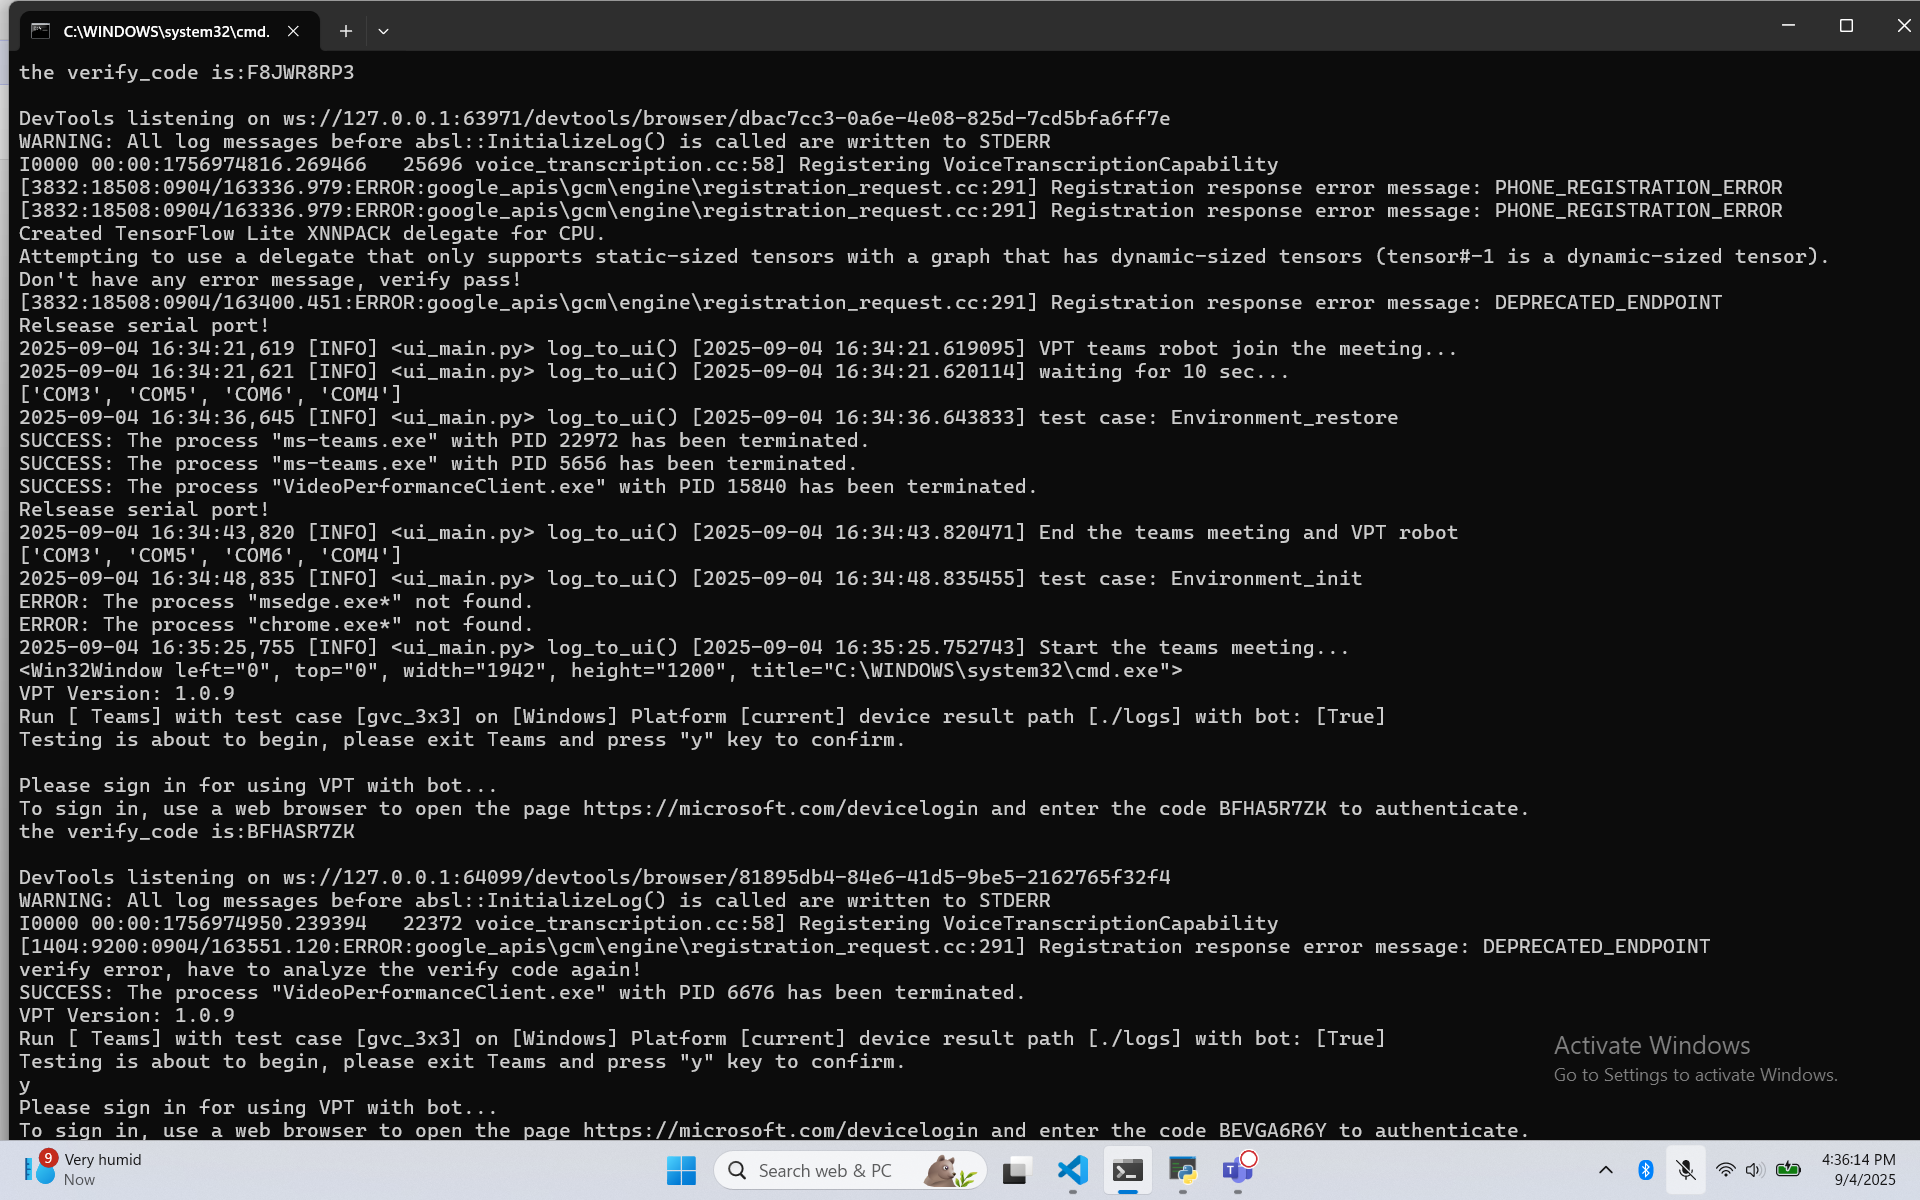 C:\WINDOWS\system32\cmd.
the verify_code is:F8JWR8RP3
DevTools listening on ws://127.0.0.1:63971/devtools/browser/dbac7cc3-0a6e-4e08-825d-7cd5bfa6ff7e
WARNING: All log messages before absl::InitializeLog() is called are written to STDERR
I0000 00:00:1756974816.269466   25696 voice_transcription.cc:58] Registering VoiceTranscriptionCapability
[3832:18508:0904/163336.979:ERROR:google_apis\gcm\engine\registration_request.cc:291] Registration response error message: PHONE_REGISTRATION_ERROR
[3832:18508:0904/163336.979:ERROR:google_apis\gcm\engine\registration_request.cc:291] Registration response error message: PHONE_REGISTRATION_ERROR
Created TensorFlow Lite XNNPACK delegate for CPU.
Attempting to use a delegate that only supports static-sized tensors with a graph that has dynamic-sized tensors (tensor#-1 is a dynamic-sized tensor).
Don't have any error message, verify pass!
[3832:18508:0904/163400.451:ERROR:google_apis\gcm\engine\registration_request.cc:291] Registration response error message: DEPRECATED_ENDPOINT
Relsease serial port!
2025-09-04 16:34:21,619 [INFO] <ui_main.py> log_to_ui() [2025-09-04 16:34:21.619095] VPT teams robot join the meeting...
2025-09-04 16:34:21,621 [INFO] <ui_main.py> log_to_ui() [2025-09-04 16:34:21.620114] waiting for 10 sec...
['COM3', 'COM5', 'COM6', 'COM4']
2025-09-04 16:34:36,645 [INFO] <ui_main.py> log_to_ui() [2025-09-04 16:34:36.643833] test case: Environment_restore
SUCCESS: The process "ms-teams.exe" with PID 22972 has been terminated.
SUCCESS: The process "ms-teams.exe" with PID 5656 has been terminated.
SUCCESS: The process "VideoPerformanceClient.exe" with PID 15840 has been terminated.
Relsease serial port!
2025-09-04 16:34:43,820 [INFO] <ui_main.py> log_to_ui() [2025-09-04 16:34:43.820471] End the teams meeting and VPT robot
['COM3', 'COM5', 'COM6', 'COM4']
2025-09-04 16:34:48,835 [INFO] <ui_main.py> log_to_ui() [2025-09-04 16:34:48.835455] test case: Environment_init
ERROR: The process "msedge.exe*" not found.
ERROR: The process "chrome.exe*" not found.
2025-09-04 16:35:25,755 [INFO] <ui_main.py> log_to_ui() [2025-09-04 16:35:25.752743] Start the teams meeting...
<Win32Window left="0", top="0", width="1942", height="1200", title="C:\WINDOWS\system32\cmd.exe">
VPT Version: 1.0.9
Run [ Teams] with test case [gvc_3x3] on [Windows] Platform [current] device result path [./logs] with bot: [True]
Testing is about to begin, please exit Teams and press "y" key to confirm.
Please sign in for using VPT with bot...
To sign in, use a web browser to open the page https://microsoft.com/devicelogin and enter the code BFHA5R7ZK to authenticate.
the verify_code is:BFHASR7ZK
DevTools listening on ws://127.0.0.1:64099/devtools/browser/81895db4-84e6-41d5-9be5-2162765f32f4
WARNING: All log messages before absl::InitializeLog() is called are written to STDERR
I0000 00:00:1756974950.239394   22372 voice_transcription.cc:58] Registering VoiceTranscriptionCapability
[1404:9200:0904/163551.120:ERROR:google_apis\gcm\engine\registration_request.cc:291] Registration response error message: DEPRECATED_ENDPOINT
verify error, have to analyze the verify code again!
SUCCESS: The process "VideoPerformanceClient.exe" with PID 6676 has been terminated.
VPT Version: 1.0.9
Run [ Teams] with test case [gvc_3x3] on [Windows] Platform [current] device result path [./logs] with bot: [True]
Testing is about to begin, please exit Teams and press "y" key to confirm.
y
Please sign in for using VPT with bot...
To sign in, use a web browser to open the page https://microsoft.com/devicelogin and enter the code BEVGA6R6Y to authenticate.
Activate Windows
Go to Settings to activate Windows.
9
Very humid
Now
Search web & PC
4:36:14 PM
9/4/2025